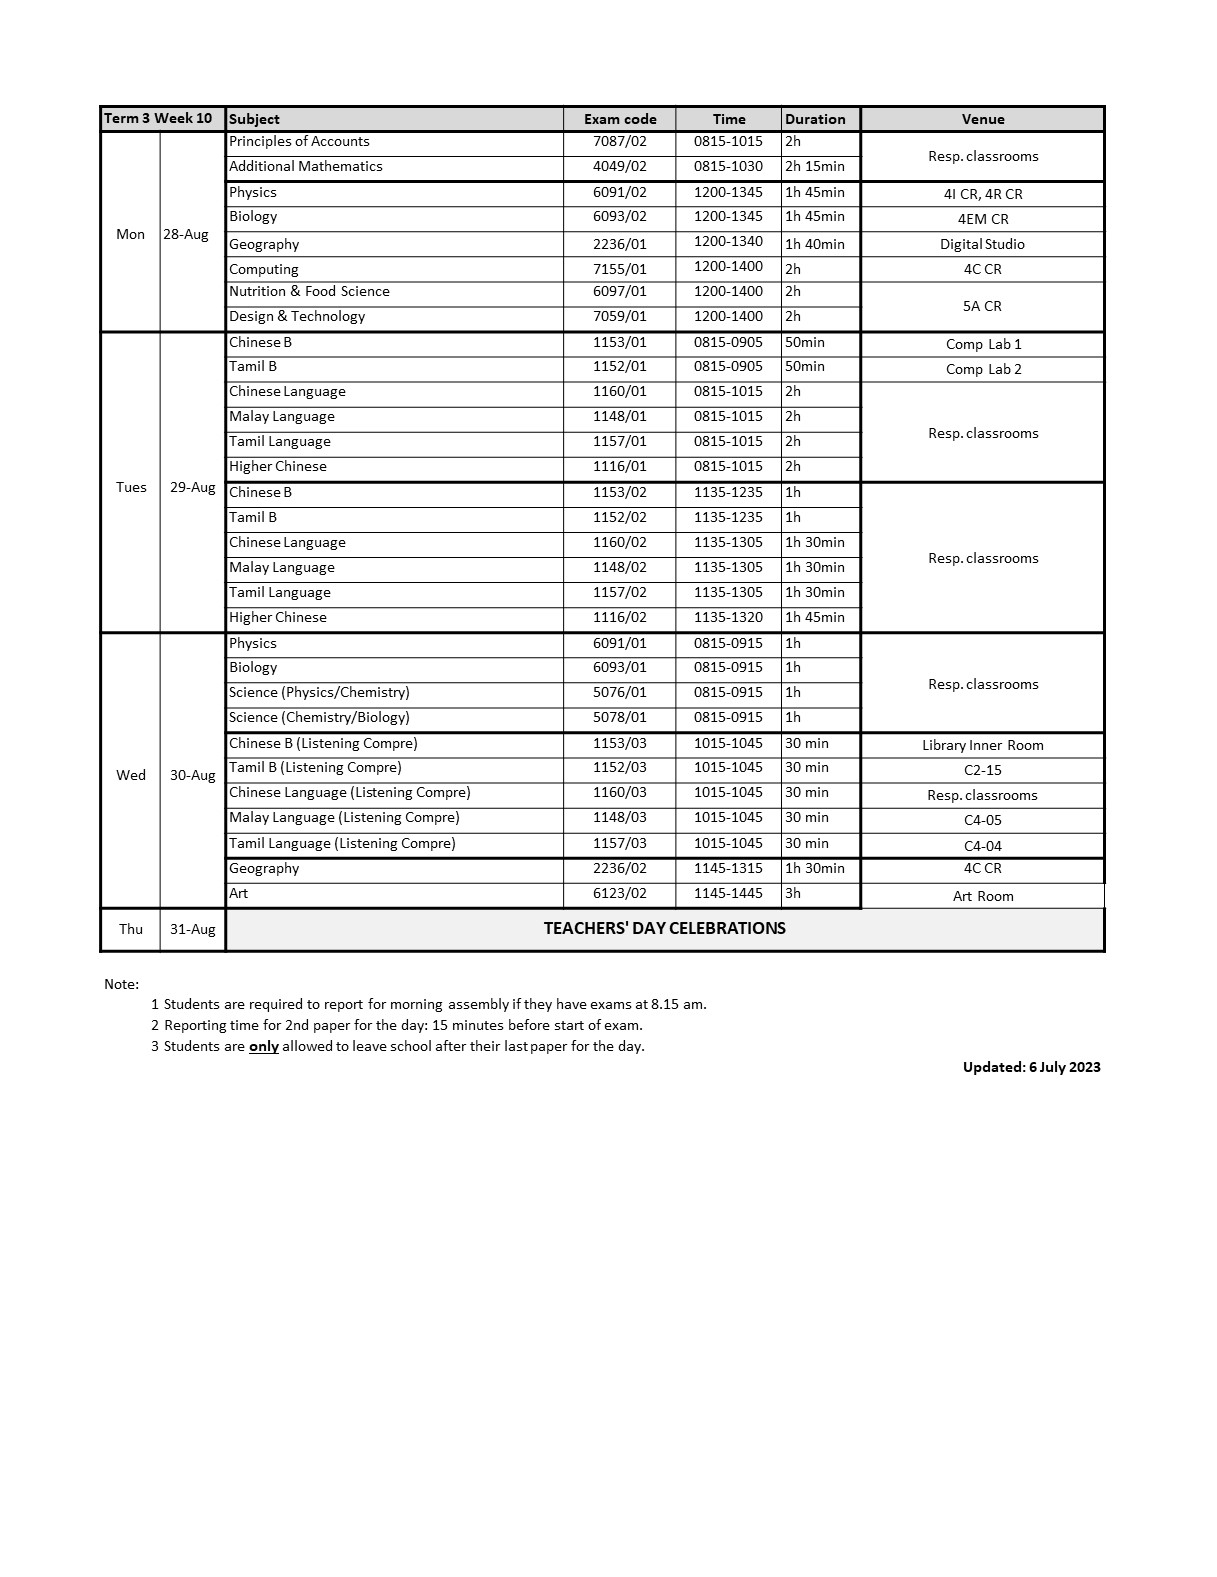 Term 3 Week 10 Subject Exam code Time Duration Venue
Principles of Accounts 7087/02 0815-1015 2h
Resp. classrooms
Additional Mathematics 4049/02 0815-1030 2h 15min
Physics 6091/02 1200-1345 1h 45min 4I CR, 4R CR
Biology 6093/02 1200-1345 1h 45min 4EM CR
Mon 28-Aug
Geography 2236/01 1200-1340 1h 40min Digital Studio
Computing 7155/01 1200-1400 2h 4C CR
Nutrition & Food Science 6097/01 1200-1400 2h
5A CR
Design & Technology 7059/01 1200-1400 2h
Chinese B 1153/01 0815-0905 50min Comp Lab 1
Tamil B 1152/01 0815-0905 50min Comp Lab 2
Chinese Language 1160/01 0815-1015 2h
Malay Language 1148/01 0815-1015 2h
Resp. classrooms
Tamil Language 1157/01 0815-1015 2h
Higher Chinese 1116/01 0815-1015 2h
Tues 29-Aug
Chinese B 1153/02 1135-1235 1h
Tamil B 1152/02 1135-1235 1h
Chinese Language 1160/02 1135-1305 1h 30min
Resp. classrooms
Malay Language 1148/02 1135-1305 1h 30min
Tamil Language 1157/02 1135-1305 1h 30min
Higher Chinese 1116/02 1135-1320 1h 45min
Physics 6091/01 0815-0915 1h
Biology 6093/01 0815-0915 1h
Resp. classrooms
Science (Physics/Chemistry) 5076/01 0815-0915 1h
Science (Chemistry/Biology) 5078/01 0815-0915 1h
Chinese B (Listening Compre) 1153/03 1015-1045 30 min Library Inner Room
Tamil B (Listening Compre) 1152/03 1015-1045 30 min C2-15
Wed 30-Aug
Chinese Language (Listening Compre) 1160/03 1015-1045 30 min Resp. classrooms
Malay Language (Listening Compre) 1148/03 1015-1045 30 min C4-05
Tamil Language (Listening Compre) 1157/03 1015-1045 30 min C4-04
Geography 2236/02 1145-1315 1h 30min 4C CR
Art 6123/02 1145-1445 3h Art Room
Thu 31-Aug TEACHERS' DAY CELEBRATIONS
Note:
1 Students are required to report for morning assembly if they have exams at 8.15 am.
2 Reporting time for 2nd paper for the day: 15 minutes before start of exam.
3 Students are only allowed to leave school after their last paper for the day.
Updated: 6 July 2023